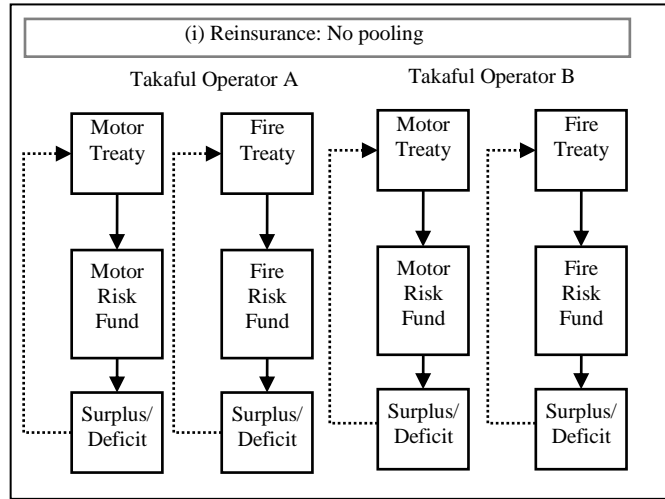 (i) Reinsurance: No pooling
Takaful Operator A
Takaful Operator B
Motor
Treaty
Fire
Treaty
Motor
Treaty
Fire
Treaty
Motor
Risk
Fund
Fire
Risk
Fund
Motor
Risk
Fund
Fire
Risk
Fund
Surplus/
Deficit
Surplus/
Deficit
Surplus/
Deficit
Surplus/
Deficit